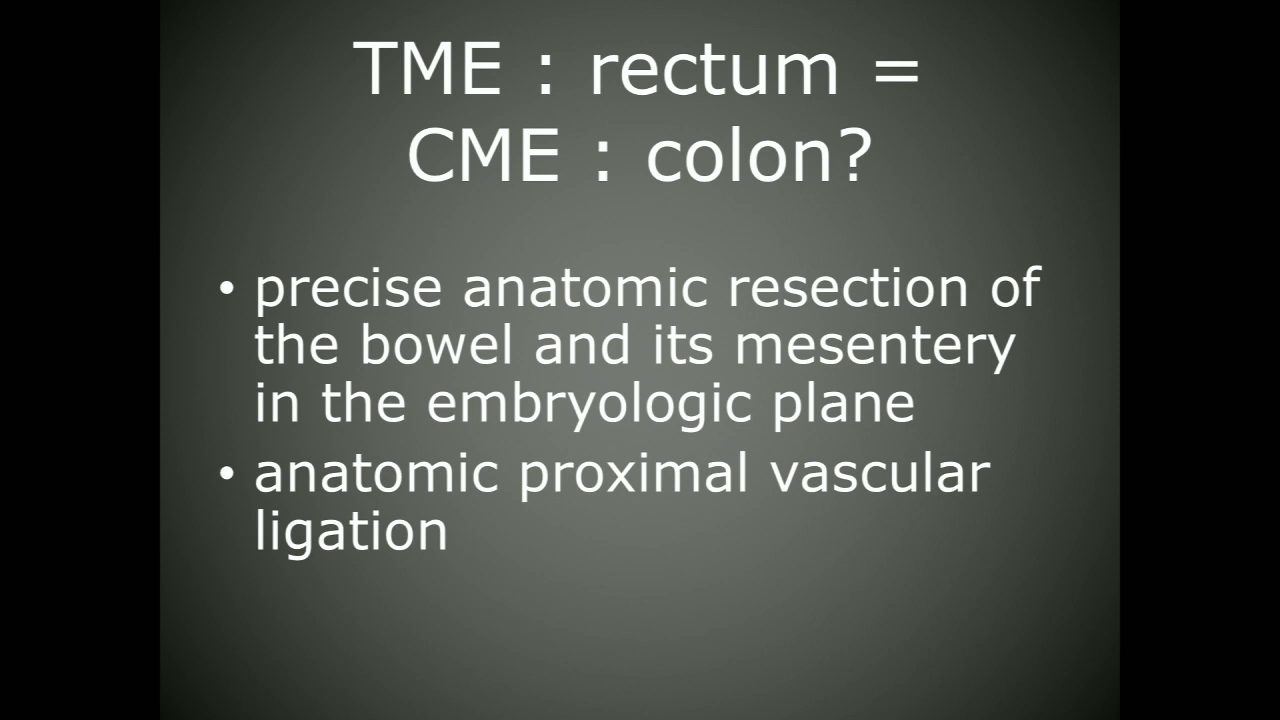 TME : rectum =
CME : colon?
• precise anatomic resection of
the bowel and its mesentery
in the embryologic plane
• anatomic proximal vascular
ligation